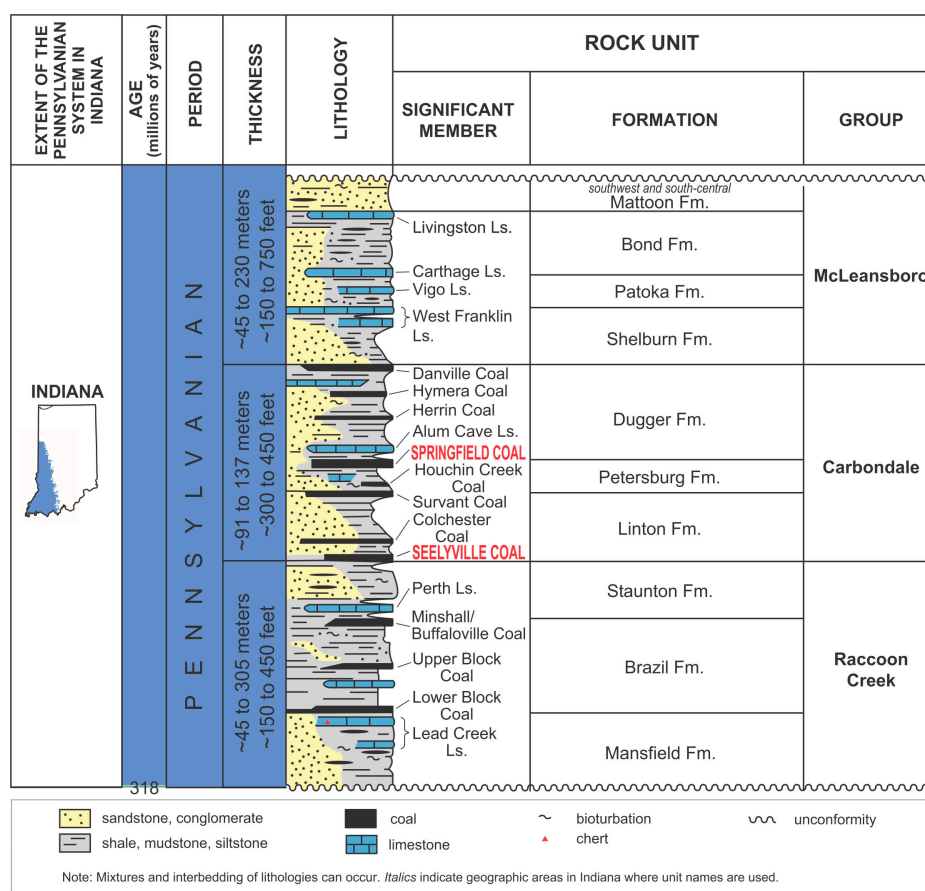 EXTENT OF THE
PENNSYLVANIAN
SYSTEM IN
INDIANA
AGE
(millions of years)
PERIOD
THICKNESS
LITHOLOGY
ROCK UNIT
SIGNIFICANT
MEMBER
FORMATION
GROUP
INDIANA
318
PENNSYLVANIAN
~45 to 230 meters
~150 to 750 feet
~91 to 137 meters
~300 to 450 feet
~45 to 305 meters
~150 to 450 feet
Livingston Ls.
Carthage Ls.
Vigo Ls.
West Franklin
Ls.
Danville Coal
Hymera Coal
Herrin Coal
Alum Cave Ls.
SPRINGFIELD COAL
Houchin Creek
Coal
Survant Coal
Colchester
Coal
SEELYVILLE COAL
Perth Ls.
Minshall/
Buffaloville Coal
Upper Block
Coal
Lower Block
Coal
Lead Creek
Ls.
southwest and south-central
Mattoon Fm.
Bond Fm.
Patoka Fm.
Shelburn Fm.
Dugger Fm.
Petersburg Fm.
Linton Fm.
Staunton Fm.
Brazil Fm.
Mansfield Fm.
McLeansboro
Carbondale
Raccoon
Creek
sandstone, conglomerate
shale, mudstone, siltstone
coal
limestone
bioturbation
chert
unconformity
Note: Mixtures and interbedding of lithologies can occur. Italics indicate geographic areas in Indiana where unit names are used.